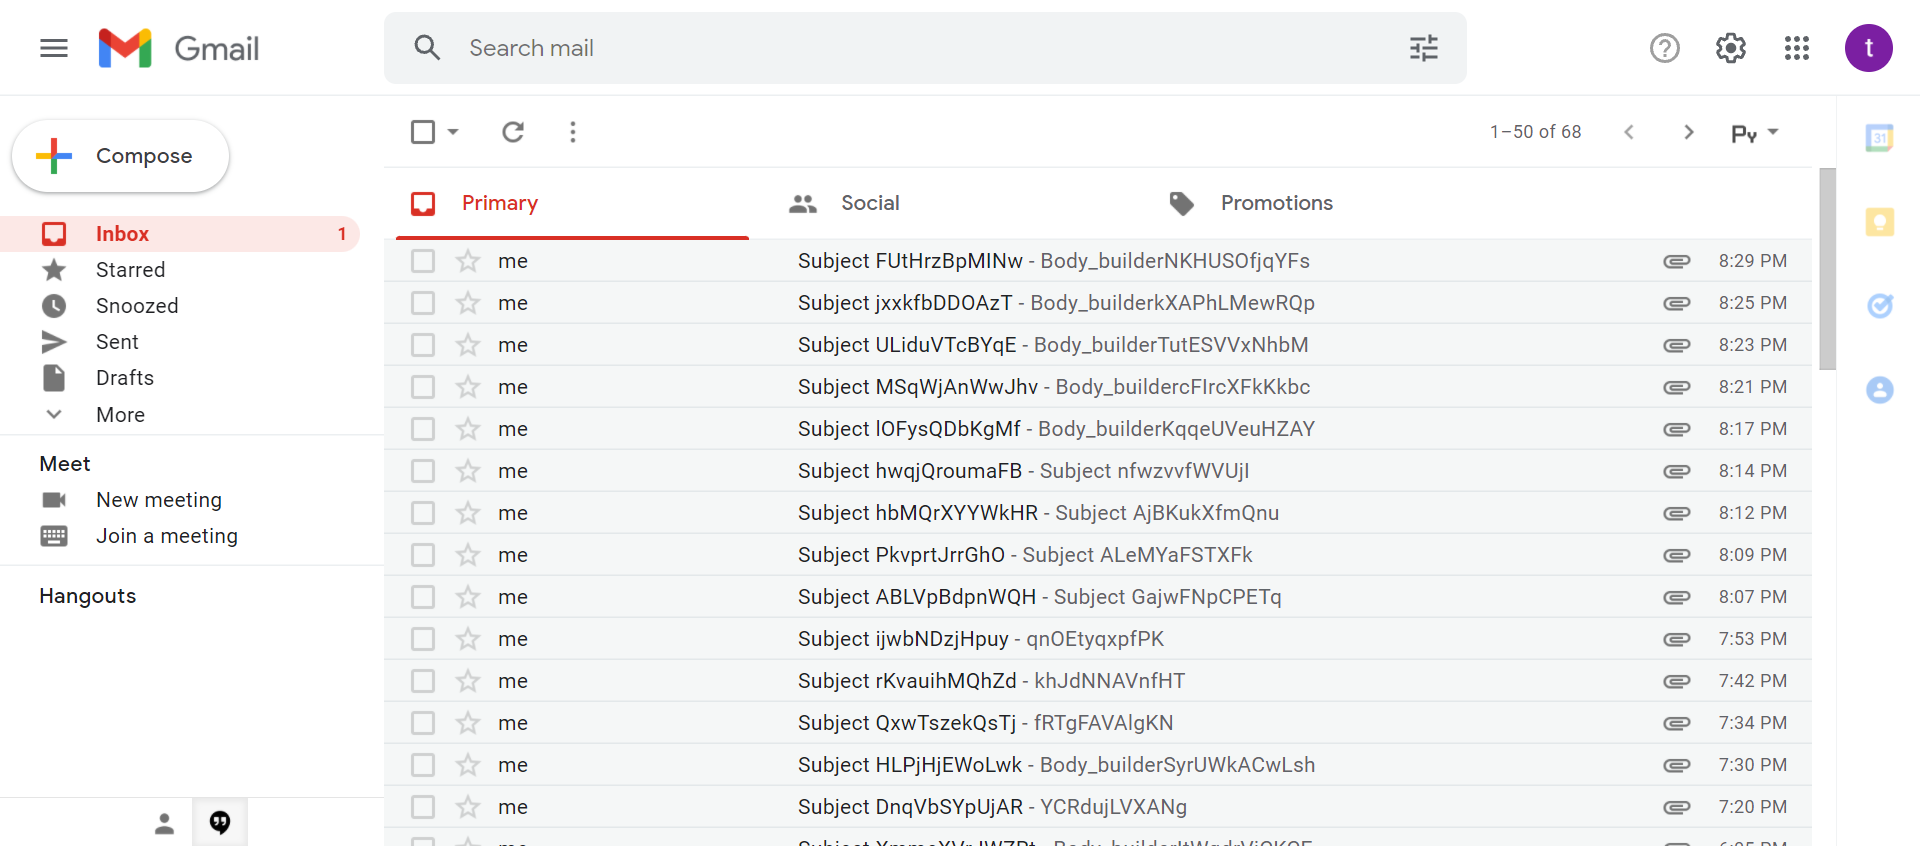 Gmail
Search mail
t
Compose
1–50 of 68
Py
31
Primary
Social
Promotions
Inbox 1
Starred
Snoozed
Sent
Drafts
More
Meet
New meeting
Join a meeting
Hangouts
me Subject FUtHrzBpMINw - Body_builderNKHUSOfjqYFs 8:29 PM
me Subject jxxkfbDDOAzT - Body_builderkXAPhLMewRQp 8:25 PM
me Subject ULiduVTcBYqE - Body_builderTutESVVxNhbM 8:23 PM
me Subject MSqWjAnWwJhv - Body_buildercFIrcXFkKkbc 8:21 PM
me Subject lOFysQDbKgMf - Body_builderKqqeUVeuHZAY 8:17 PM
me Subject hwqjQroumaFB - Subject nfwzvvfWVUjI 8:14 PM
me Subject hbMQrXYYWkHR - Subject AjBKukXfmQnu 8:12 PM
me Subject PkvprtJrrGhO - Subject ALeMYaFSTXFk 8:09 PM
me Subject ABLVpBdpnWQH - Subject GajwFNpCPETq 8:07 PM
me Subject ijwbNDzjHpuy - qnOEtyqxpfPK 7:53 PM
me Subject rKvauihMQhZd - khJdNNAVnfHT 7:42 PM
me Subject QxwTszekQsTj - fRTgFAVAlgKN 7:34 PM
me Subject HLPjHjEWoLwk - Body_builderSyrUWkACwLsh 7:30 PM
me Subject DnqVbSYpUjAR - YCRdujLVXANg 7:20 PM
me Subject